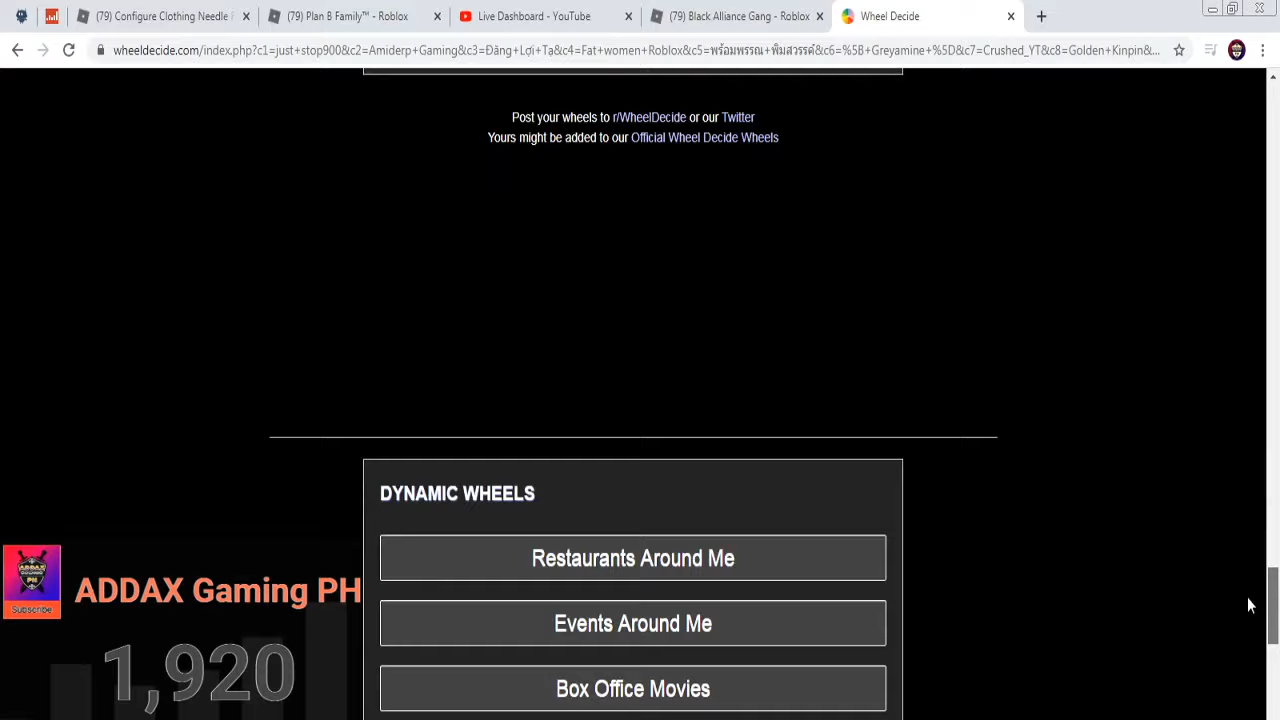 (79) Configure Clothing Needle F
(79) Plan B Family™ - Roblox
Live Dashboard - YouTube
(79) Black Alliance Gang - Roblox
Wheel Decide
wheeldecide.com/index.php?c1=just+stop900&c2=Amiderp+Gaming&c3=Đăng+Lợi+Tạ&c4=Fat+women+Roblox&c5=พร้อมพรรณ+พิมสวรรค์&c6=%5B+Greyamine+%5D&c7=Crushed_YT&c8=Golden+Kinpin&...
Post your wheels to r/WheelDecide or our Twitter
Yours might be added to our Official Wheel Decide Wheels
DYNAMIC WHEELS
Restaurants Around Me
Events Around Me
Box Office Movies
ADDAX
PH
Subscribe
ADDAX Gaming PH
1,920